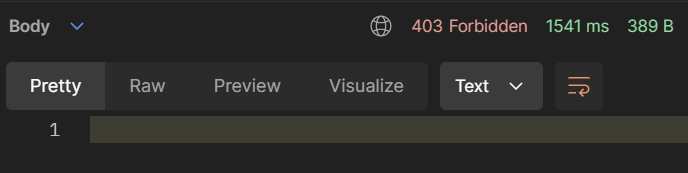 Body 403 Forbidden 1541 ms 389 B
Pretty Raw Preview Visualize Text
1